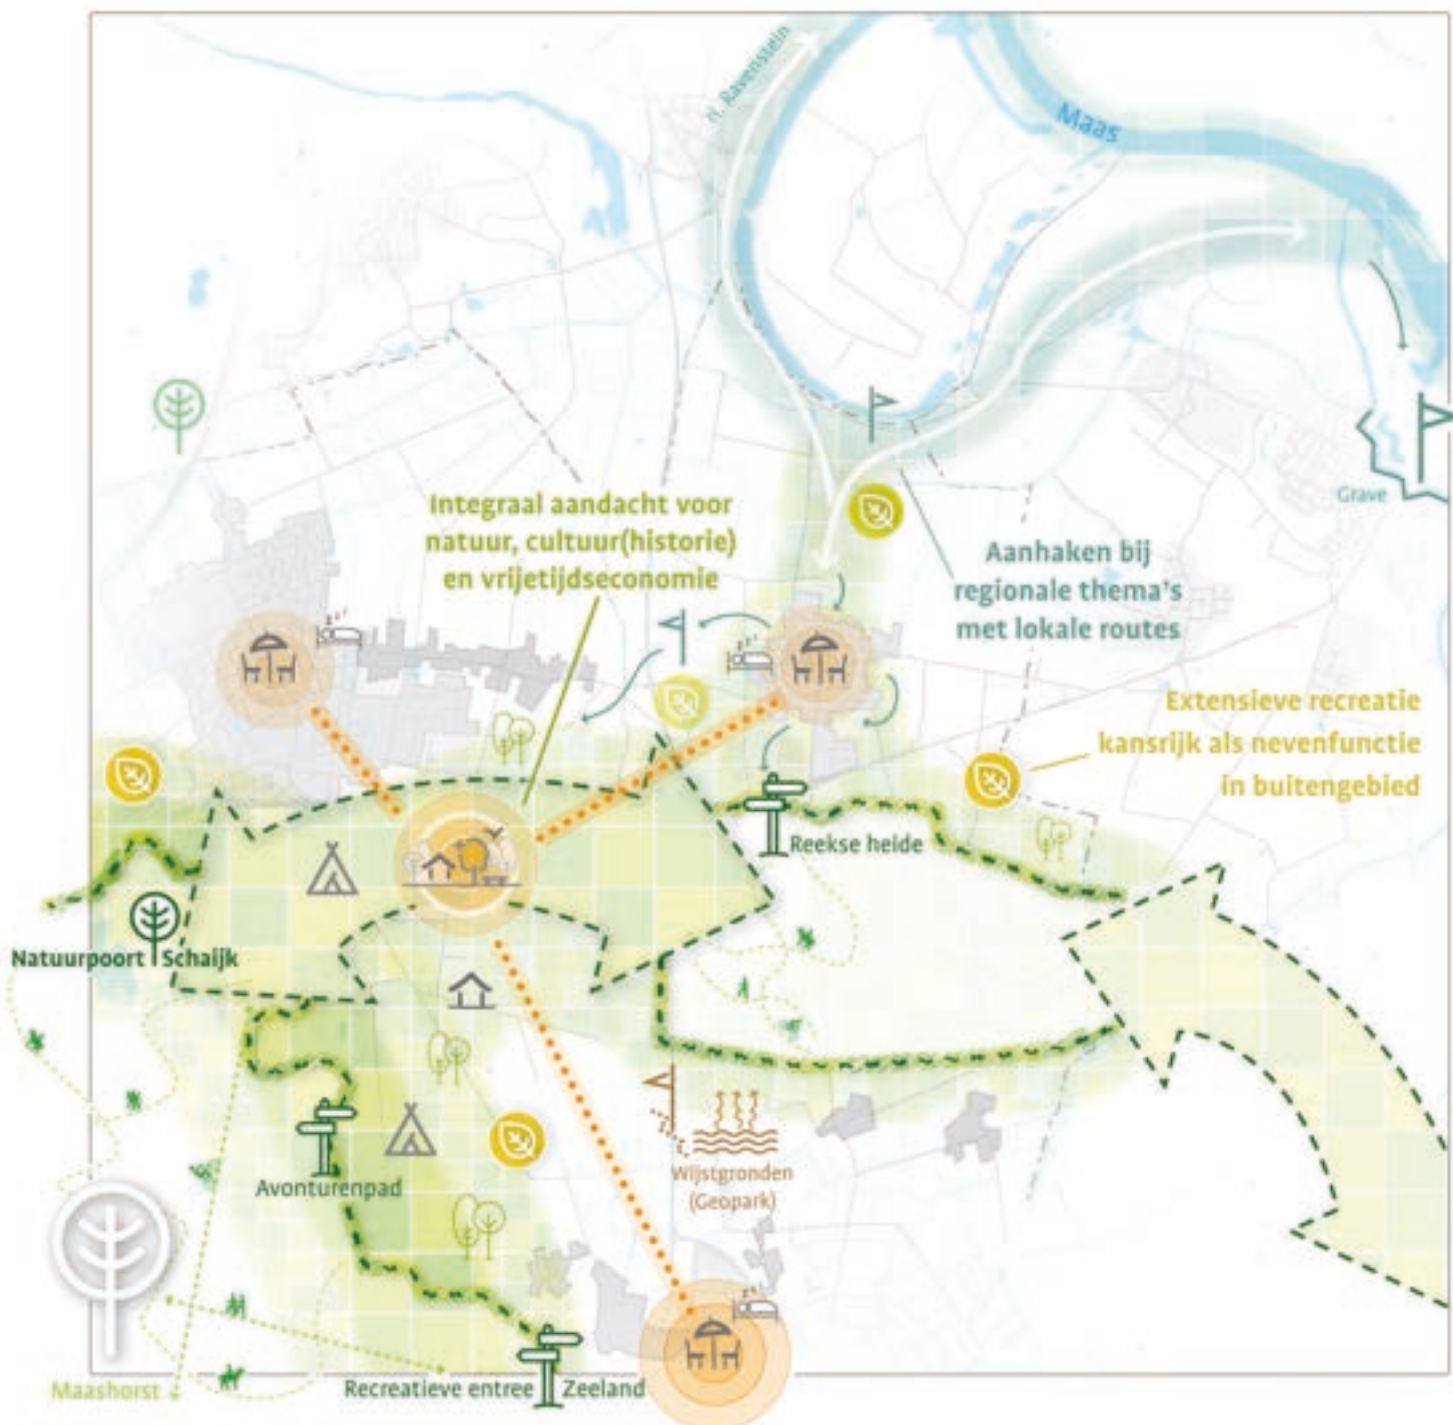 ri. Ravenstein
Maas
Grave
Integraal aandacht voor
natuur, cultuur(historie)
en vrijetijdseconomie
Aanhaken bij
regionale thema's
met lokale routes
Extensieve recreatie
kansrijk als nevenfunctie
in buitengebied
Reekse heide
Natuurpoort Schaijk
Wijstgronden
(Geopark)
Avonturenpad
Maashorst
Recreatieve entree Zeeland